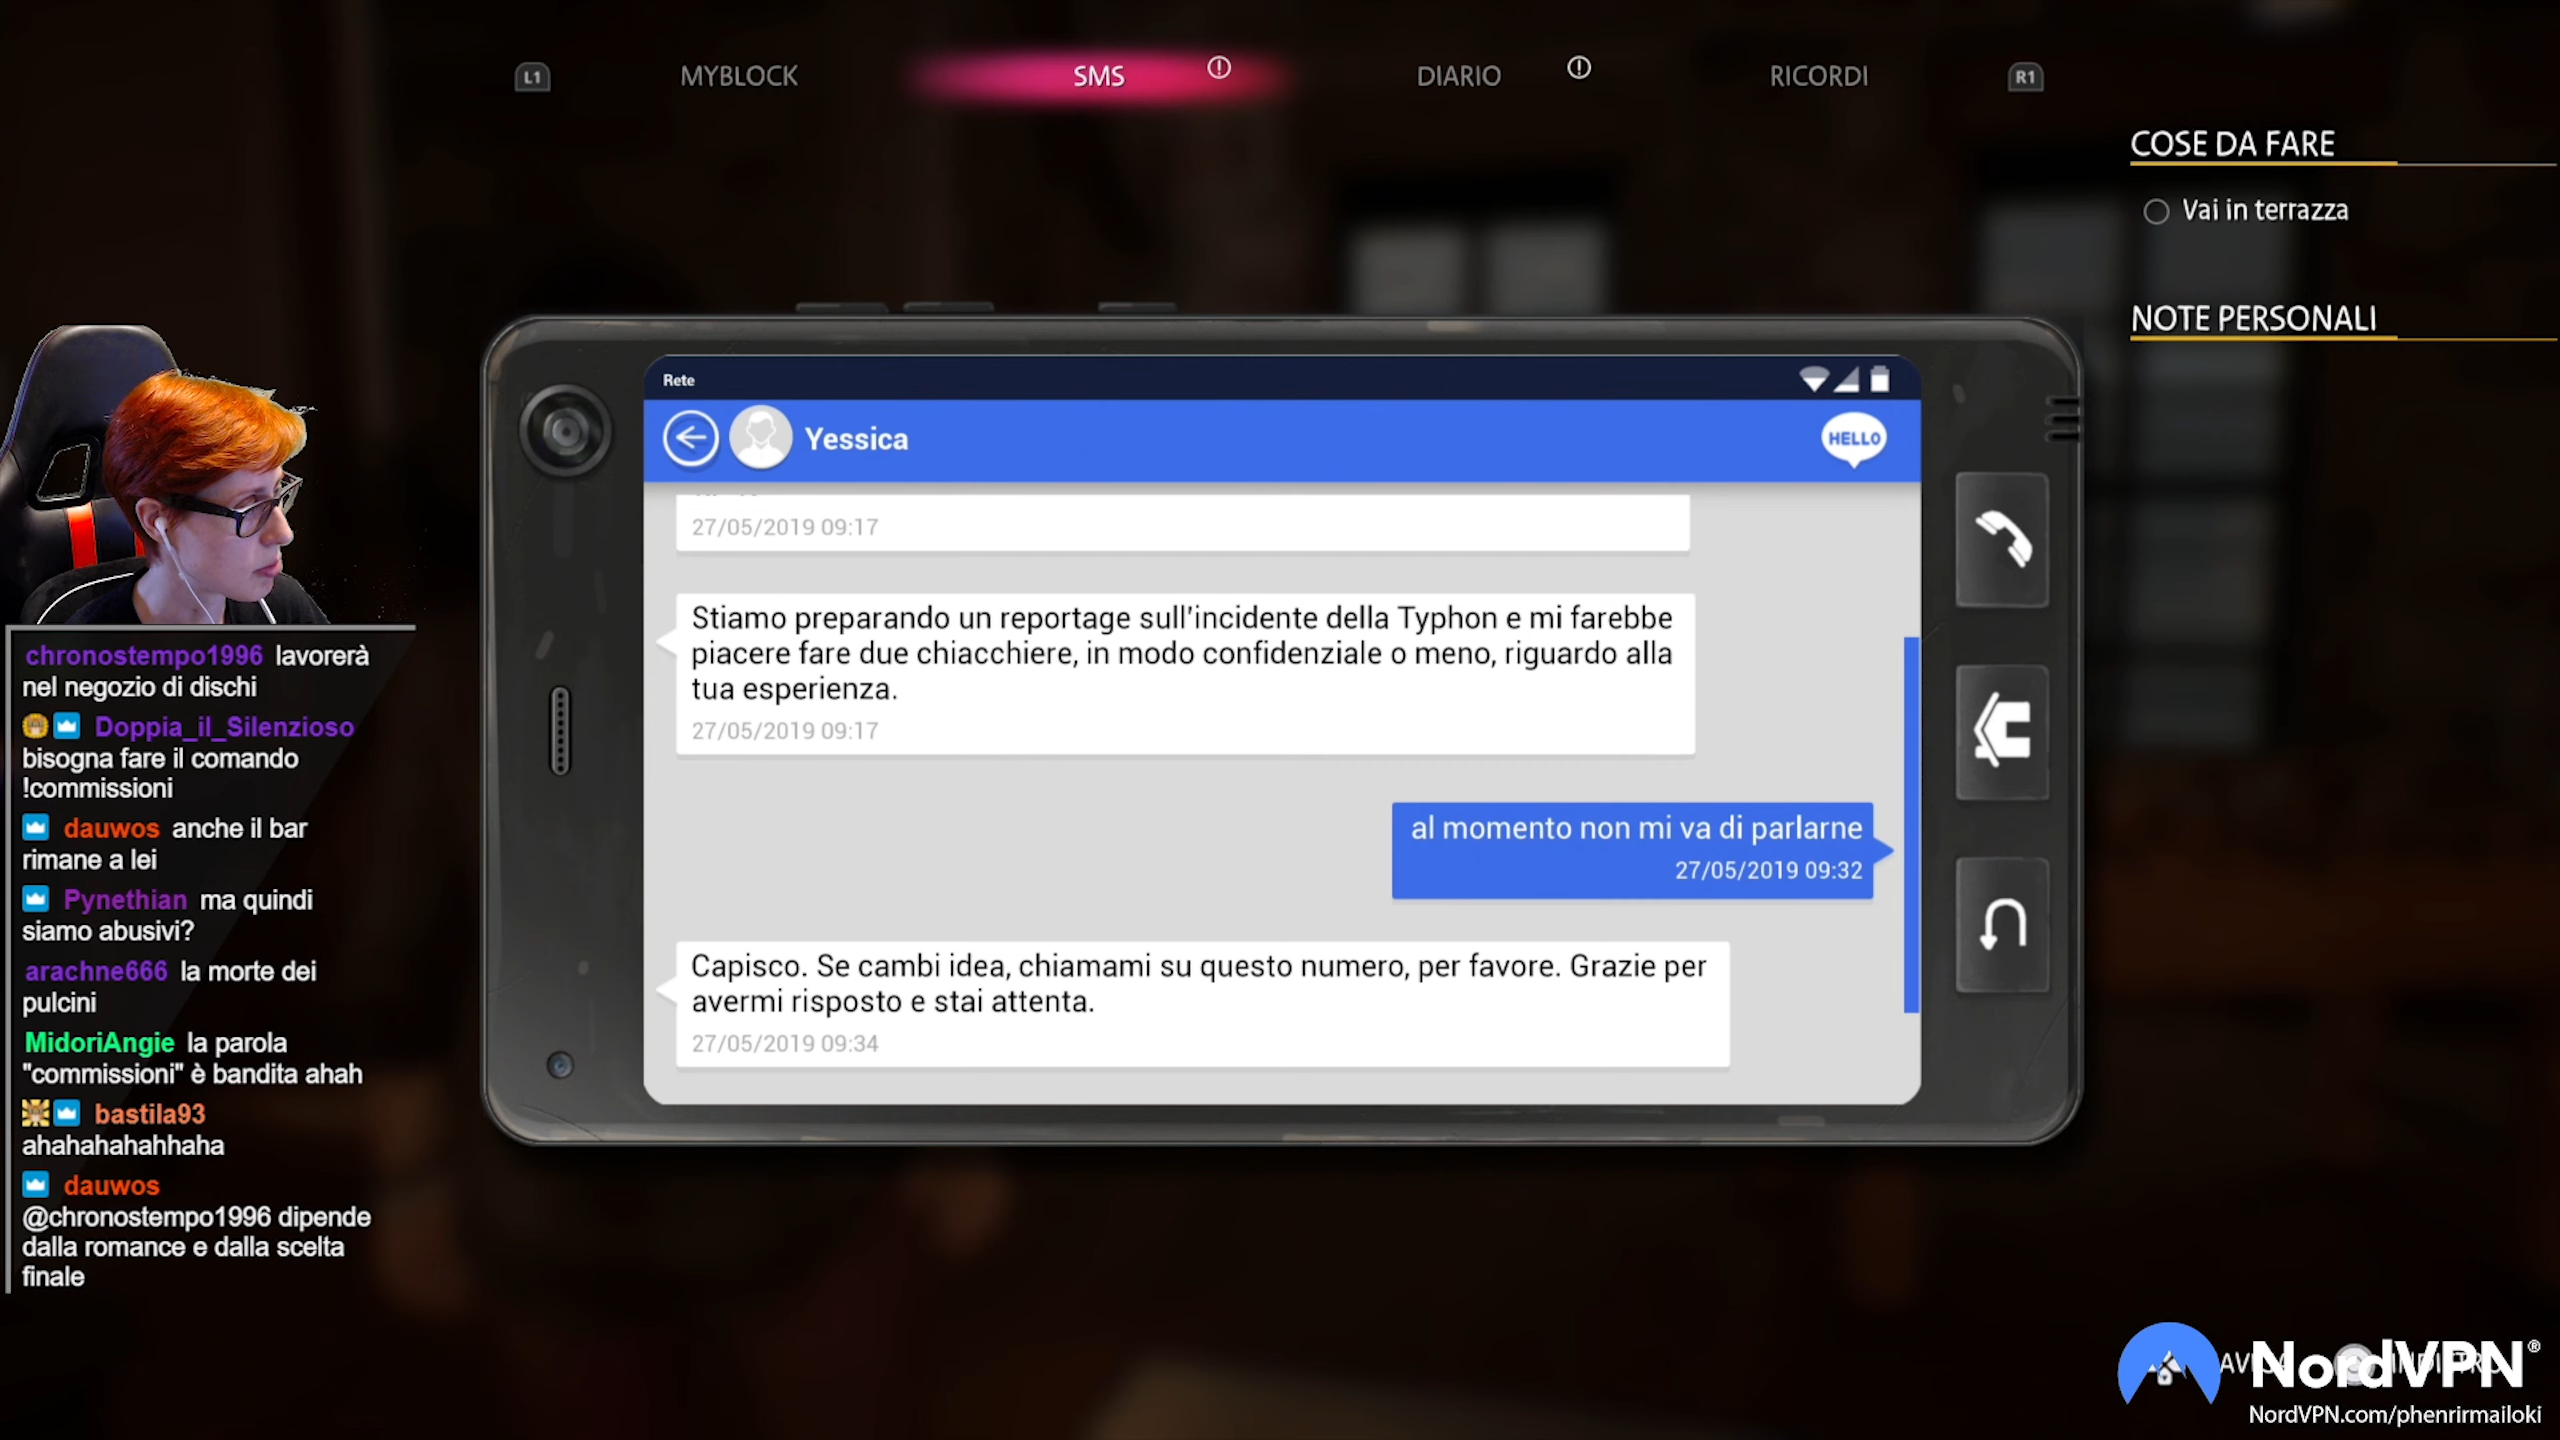 L1
MYBLOCK
SMS
DIARIO
RICORDI
R1
COSE DA FARE
Vai in terrazza
NOTE PERSONALI
Rete
Yessica
HELLO
27/05/2019 09:17
Stiamo preparando un reportage sull'incidente della Typhon e mi farebbe
piacere fare due chiacchiere, in modo confidenziale o meno, riguardo alla
tua esperienza.
27/05/2019 09:17
al momento non mi va di parlarne
27/05/2019 09:32
Capisco. Se cambi idea, chiamami su questo numero, per favore. Grazie per
avermi risposto e stai attenta.
27/05/2019 09:34
chronostempo1996 lavorerà
nel negozio di dischi
Doppia_il_Silenzioso
bisogna fare il comando
!commissioni
dauwos anche il bar
rimane a lei
Pynethian ma quindi
siamo abusivi?
arachne666 la morte dei
pulcini
MidoriAngie la parola
"commissioni" è bandita ahah
bastila93
ahahahahahhaha
dauwos
@chronostempo1996 dipende
dalla romance e dalla scelta
finale
NordVPN®
NordVPN.com/phenrirmailoki